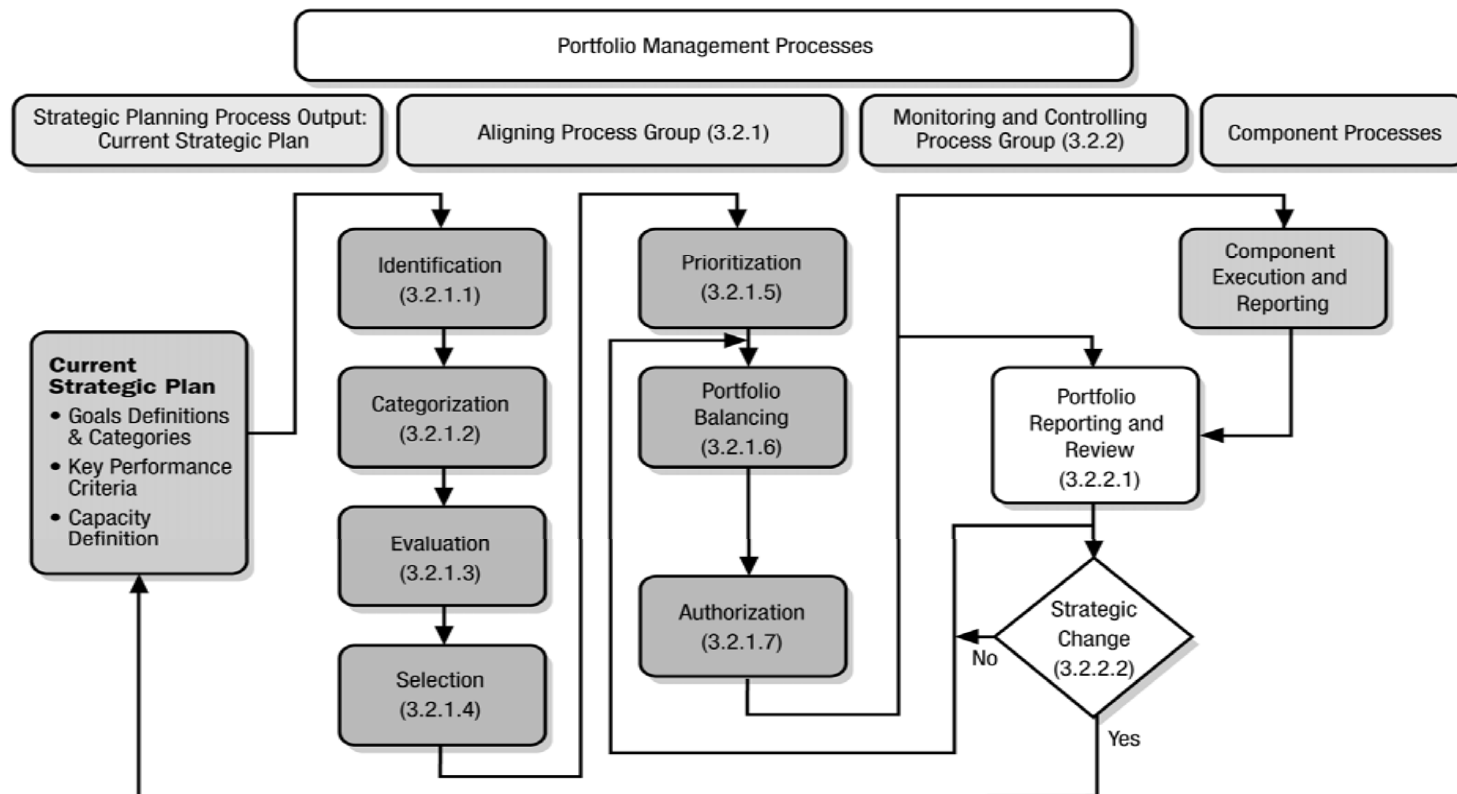 Portfolio Management Processes
Strategic Planning Process Output:
Current Strategic Plan
Aligning Process Group (3.2.1)
Monitoring and Controlling
Process Group (3.2.2)
Component Processes
Current
Strategic Plan
• Goals Definitions
& Categories
• Key Performance
Criteria
• Capacity
Definition
Identification
(3.2.1.1)
Categorization
(3.2.1.2)
Evaluation
(3.2.1.3)
Selection
(3.2.1.4)
Prioritization
(3.2.1.5)
Portfolio
Balancing
(3.2.1.6)
Authorization
(3.2.1.7)
Component
Execution and
Reporting
Portfolio
Reporting and
Review
(3.2.2.1)
Strategic
Change
(3.2.2.2)
No
Yes